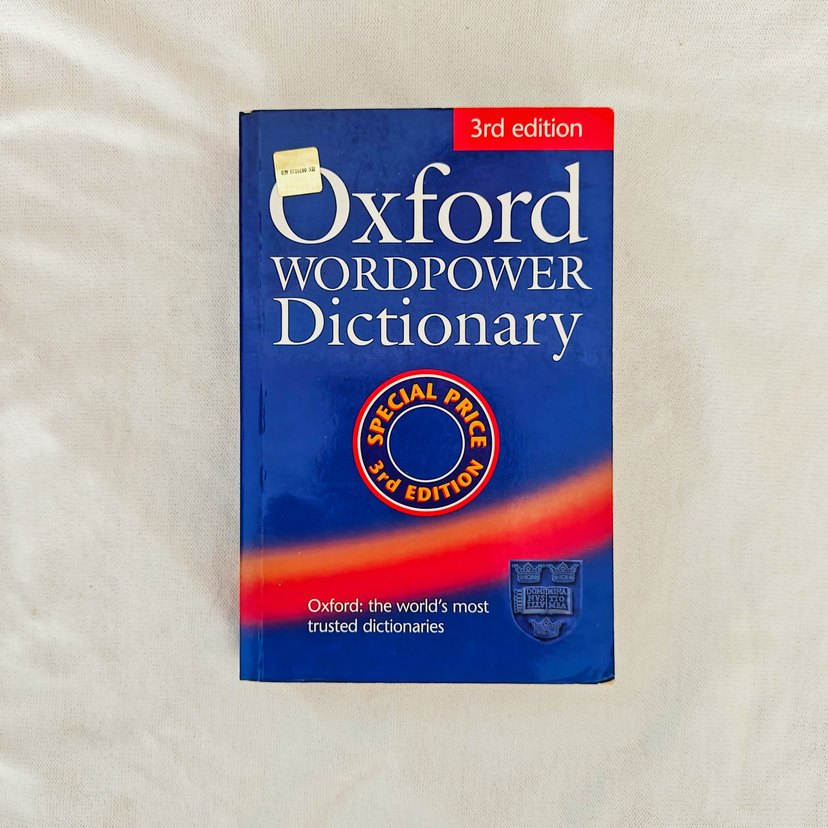 3rd edition
Oxford
WORDPOWER
Dictionary
SPECIAL PRICE
3rd EDITION
Oxford: the world's most
trusted dictionaries
DOMI MINA
NVS TIO
ILLV MEA